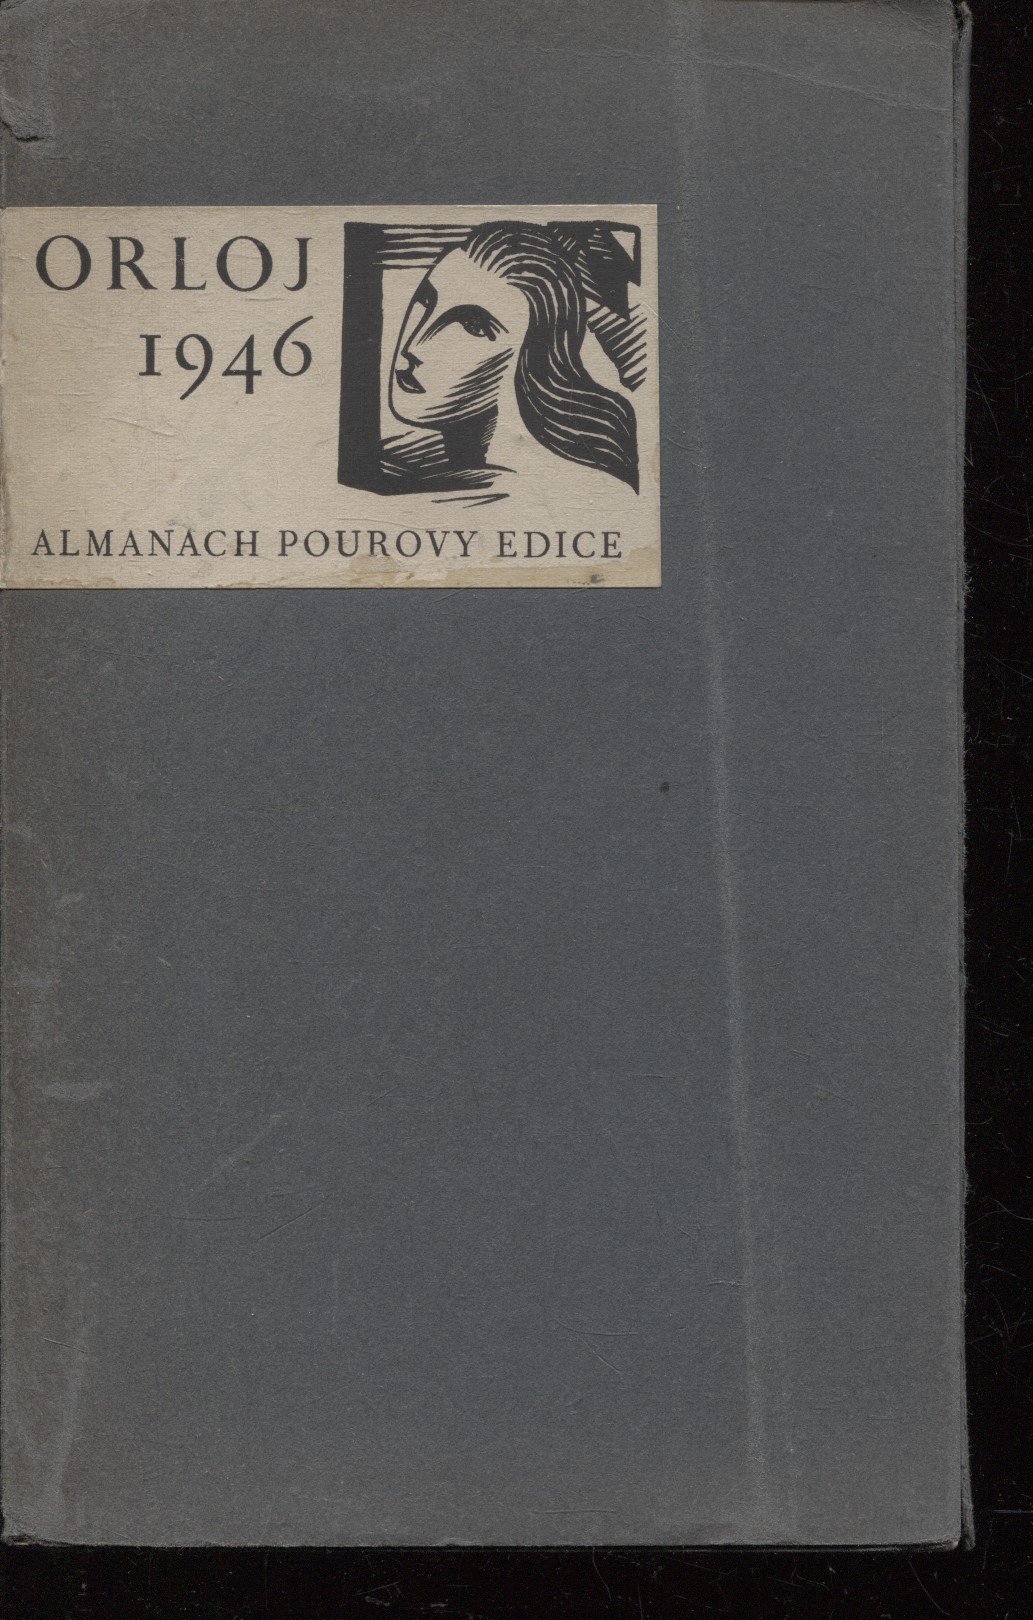 ORLOJ
1946
ALMANACH POUROVY EDICE